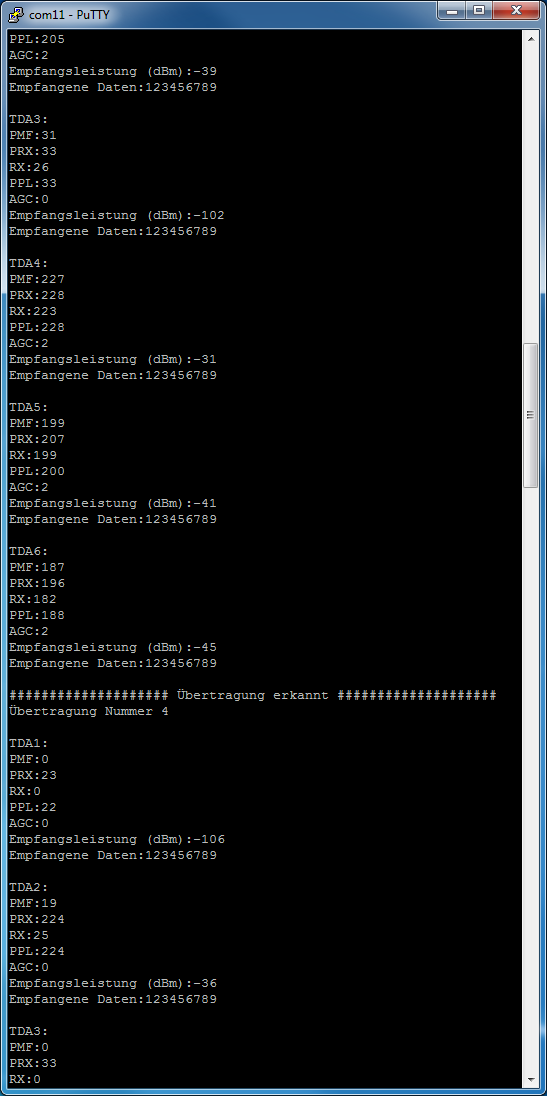 com11 - PuTTY
PPL:205
AGC:2
Empfangsleistung (dBm):-39
Empfangene Daten:123456789
TDA3:
PMF:31
PRX:33
RX:26
PPL:33
AGC:0
Empfangsleistung (dBm):-102
Empfangene Daten:123456789
TDA4:
PMF:227
PRX:228
RX:223
PPL:228
AGC:2
Empfangsleistung (dBm):-31
Empfangene Daten:123456789
TDA5:
PMF:199
PRX:207
RX:199
PPL:200
AGC:2
Empfangsleistung (dBm):-41
Empfangene Daten:123456789
TDA6:
PMF:187
PRX:196
RX:182
PPL:188
AGC:2
Empfangsleistung (dBm):-45
Empfangene Daten:123456789
#################### Übertragung erkannt ####################
Übertragung Nummer 4
TDA1:
PMF:0
PRX:23
RX:0
PPL:22
AGC:0
Empfangsleistung (dBm):-106
Empfangene Daten:123456789
TDA2:
PMF:19
PRX:224
RX:25
PPL:224
AGC:0
Empfangsleistung (dBm):-36
Empfangene Daten:123456789
TDA3:
PMF:0
PRX:33
RX:0